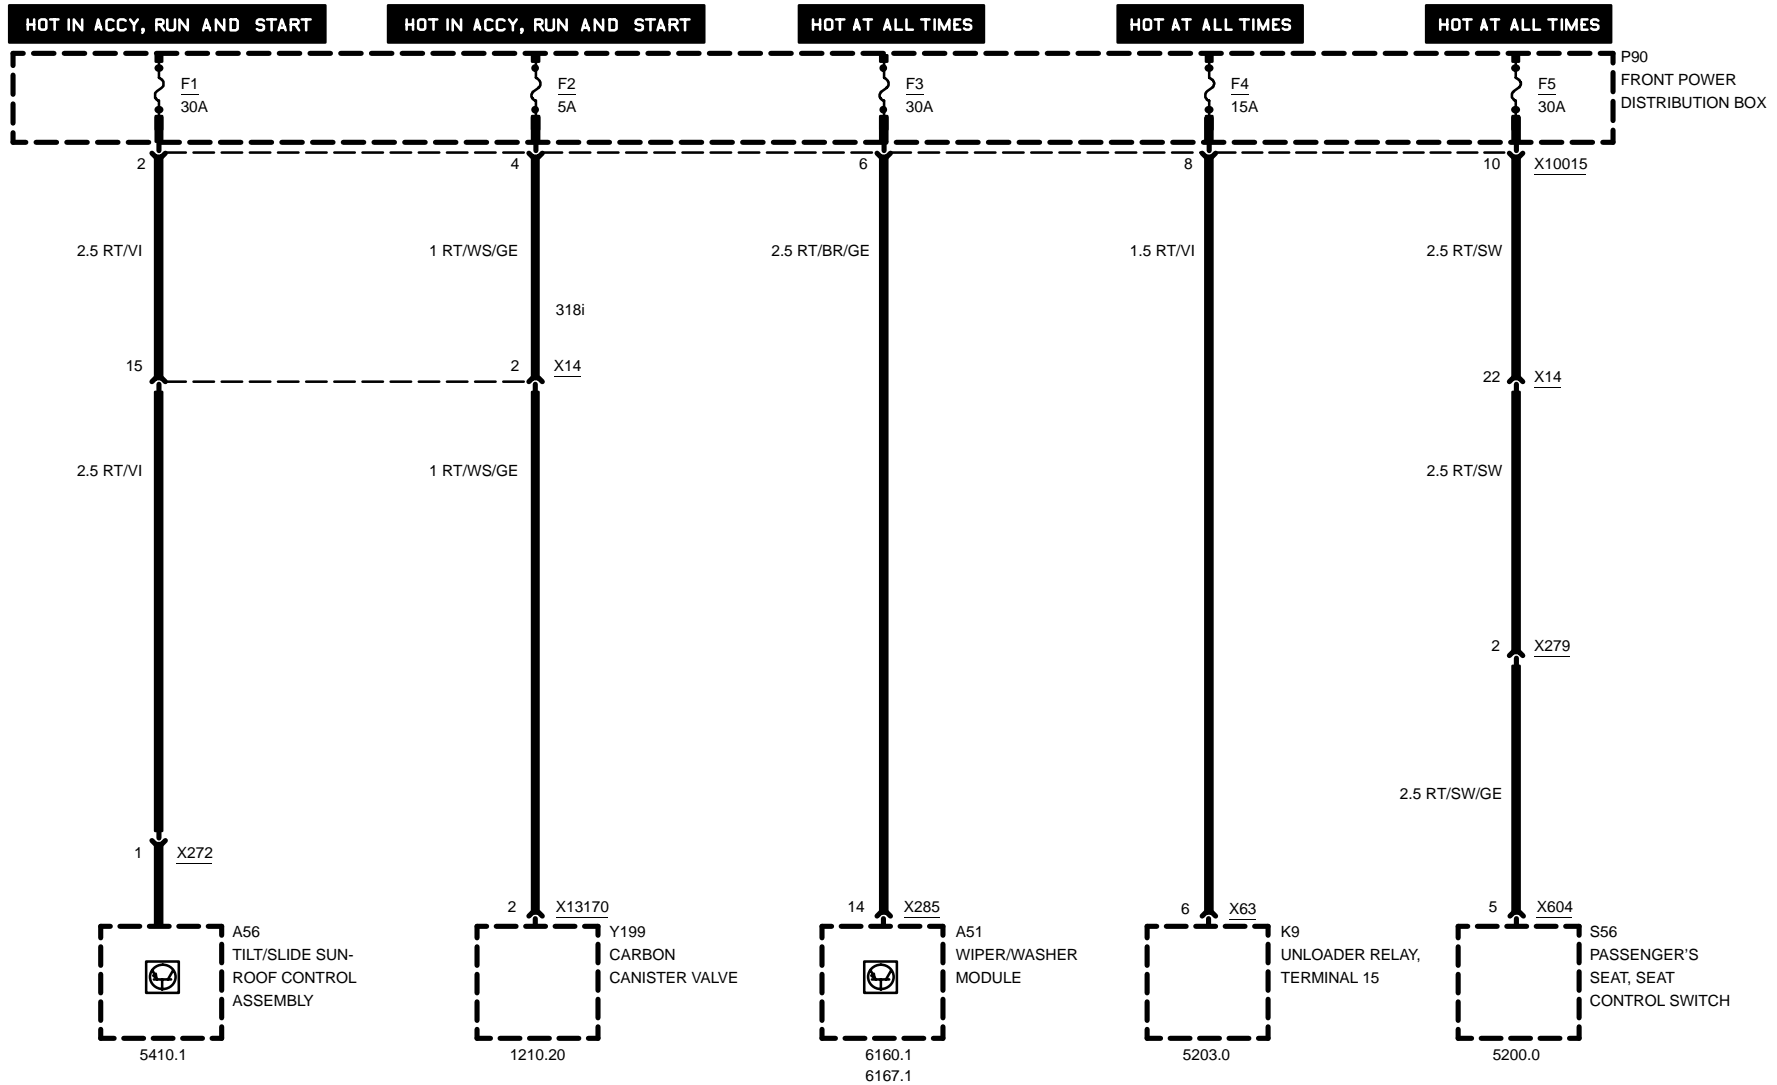 HOT IN ACCY, RUN AND START
HOT IN ACCY, RUN AND START
HOT AT ALL TIMES
HOT AT ALL TIMES
HOT AT ALL TIMES
F1
30A
F2
5A
F3
30A
F4
15A
F5
30A
P90
FRONT POWER
DISTRIBUTION BOX
2
4
6
8
10
X10015
2.5 RT/VI
1 RT/WS/GE
2.5 RT/BR/GE
1.5 RT/VI
2.5 RT/SW
318i
15
2
X14
22
X14
2.5 RT/VI
1 RT/WS/GE
2.5 RT/SW
2
X279
2.5 RT/SW/GE
1
X272
2
X13170
14
X285
6
X63
5
X604
A56
TILT/SLIDE SUN-
ROOF CONTROL
ASSEMBLY
Y199
CARBON
CANISTER VALVE
A51
WIPER/WASHER
MODULE
K9
UNLOADER RELAY,
TERMINAL 15
S56
PASSENGER'S
SEAT, SEAT
CONTROL SWITCH
5410.1
1210.20
6160.1
6167.1
5203.0
5200.0